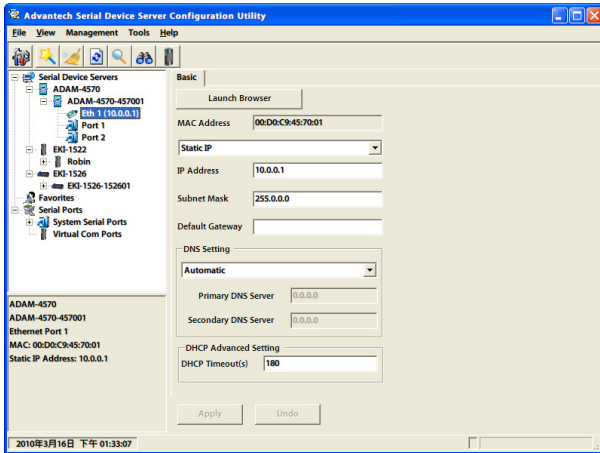 Advantech Serial Device Server Configuration Utility
File View Management Tools Help
Serial Device Servers
ADAM-4570
ADAM-4570-457001
Eth 1 (10.0.0.1)
Port 1
Port 2
EKI-1522
Robin
EKI-1526
EKI-1526-152601
Favorites
Serial Ports
System Serial Ports
Virtual Com Ports
ADAM-4570
ADAM-4570-457001
Ethernet Port 1
MAC: 00:D0:C9:45:70:01
Static IP Address: 10.0.0.1
Basic
Launch Browser
MAC Address 00:D0:C9:45:70:01
Static IP
IP Address 10.0.0.1
Subnet Mask 255.0.0.0
Default Gateway
DNS Setting
Automatic
Primary DNS Server 0.0.0.0
Secondary DNS Server 0.0.0.0
DHCP Advanced Setting
DHCP Timeout(s) 180
Apply Undo
2010年3月16日 下午 01:33:07